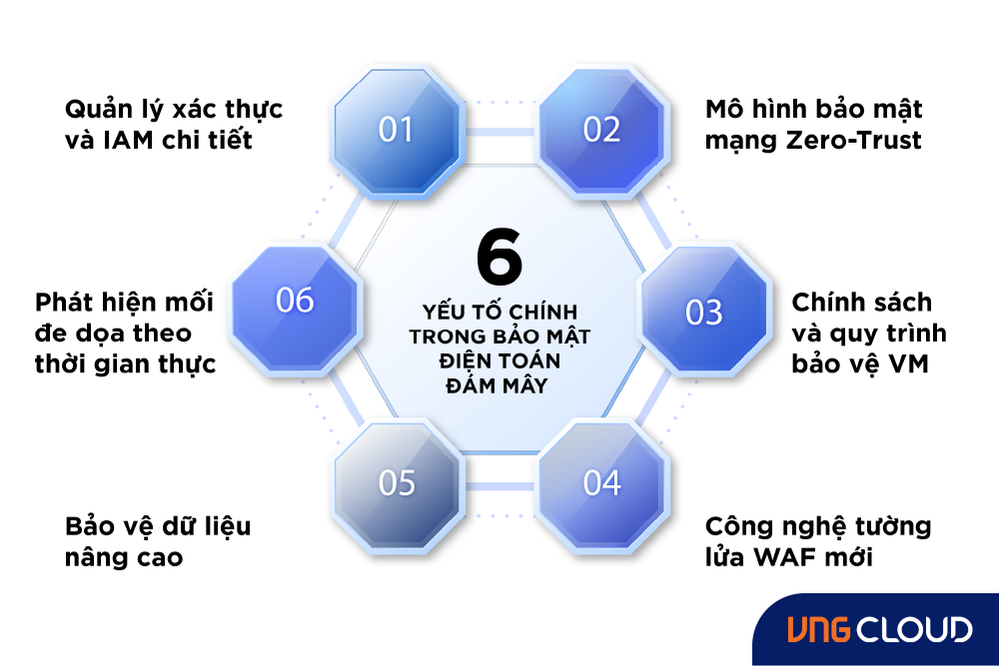 Quản lý xác thực
và IAM chi tiết
01
02
Mô hình bảo mật
mạng Zero-Trust
6
YẾU TỐ CHÍNH
TRONG BẢO MẬT
ĐIỆN TOÁN
ĐÁM MÂY
03
Chính sách
và quy trình
bảo vệ VM
04
Công nghệ tường
lửa WAF mới
05
Bảo vệ dữ liệu
nâng cao
06
Phát hiện mối
đe dọa theo
thời gian thực
VNG CLOUD